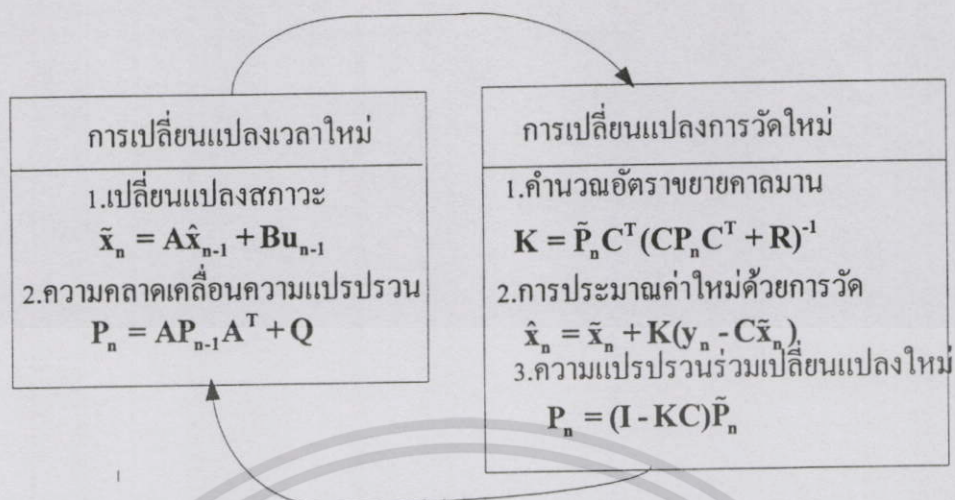 การเปลี่ยนแปลงเวลาใหม่
1.เปลี่ยนแปลงสภาวะ
x̃ₙ = Ax̂ₙ₋₁ + Buₙ₋₁
2.ความคลาดเคลื่อนความแปรปรวน
Pₙ = APₙ₋₁Aᵀ + Q
การเปลี่ยนแปลงการวัดใหม่
1.คำนวณอัตราขยายคาลมาน
K = P̃ₙCᵀ(CPₙCᵀ + R)⁻¹
2.การประมาณค่าใหม่ด้วยการวัด
x̂ₙ = x̃ₙ + K(yₙ - Cx̃ₙ)
3.ความแปรปรวนร่วมเปลี่ยนแปลงใหม่
Pₙ = (I - KC)P̃ₙ